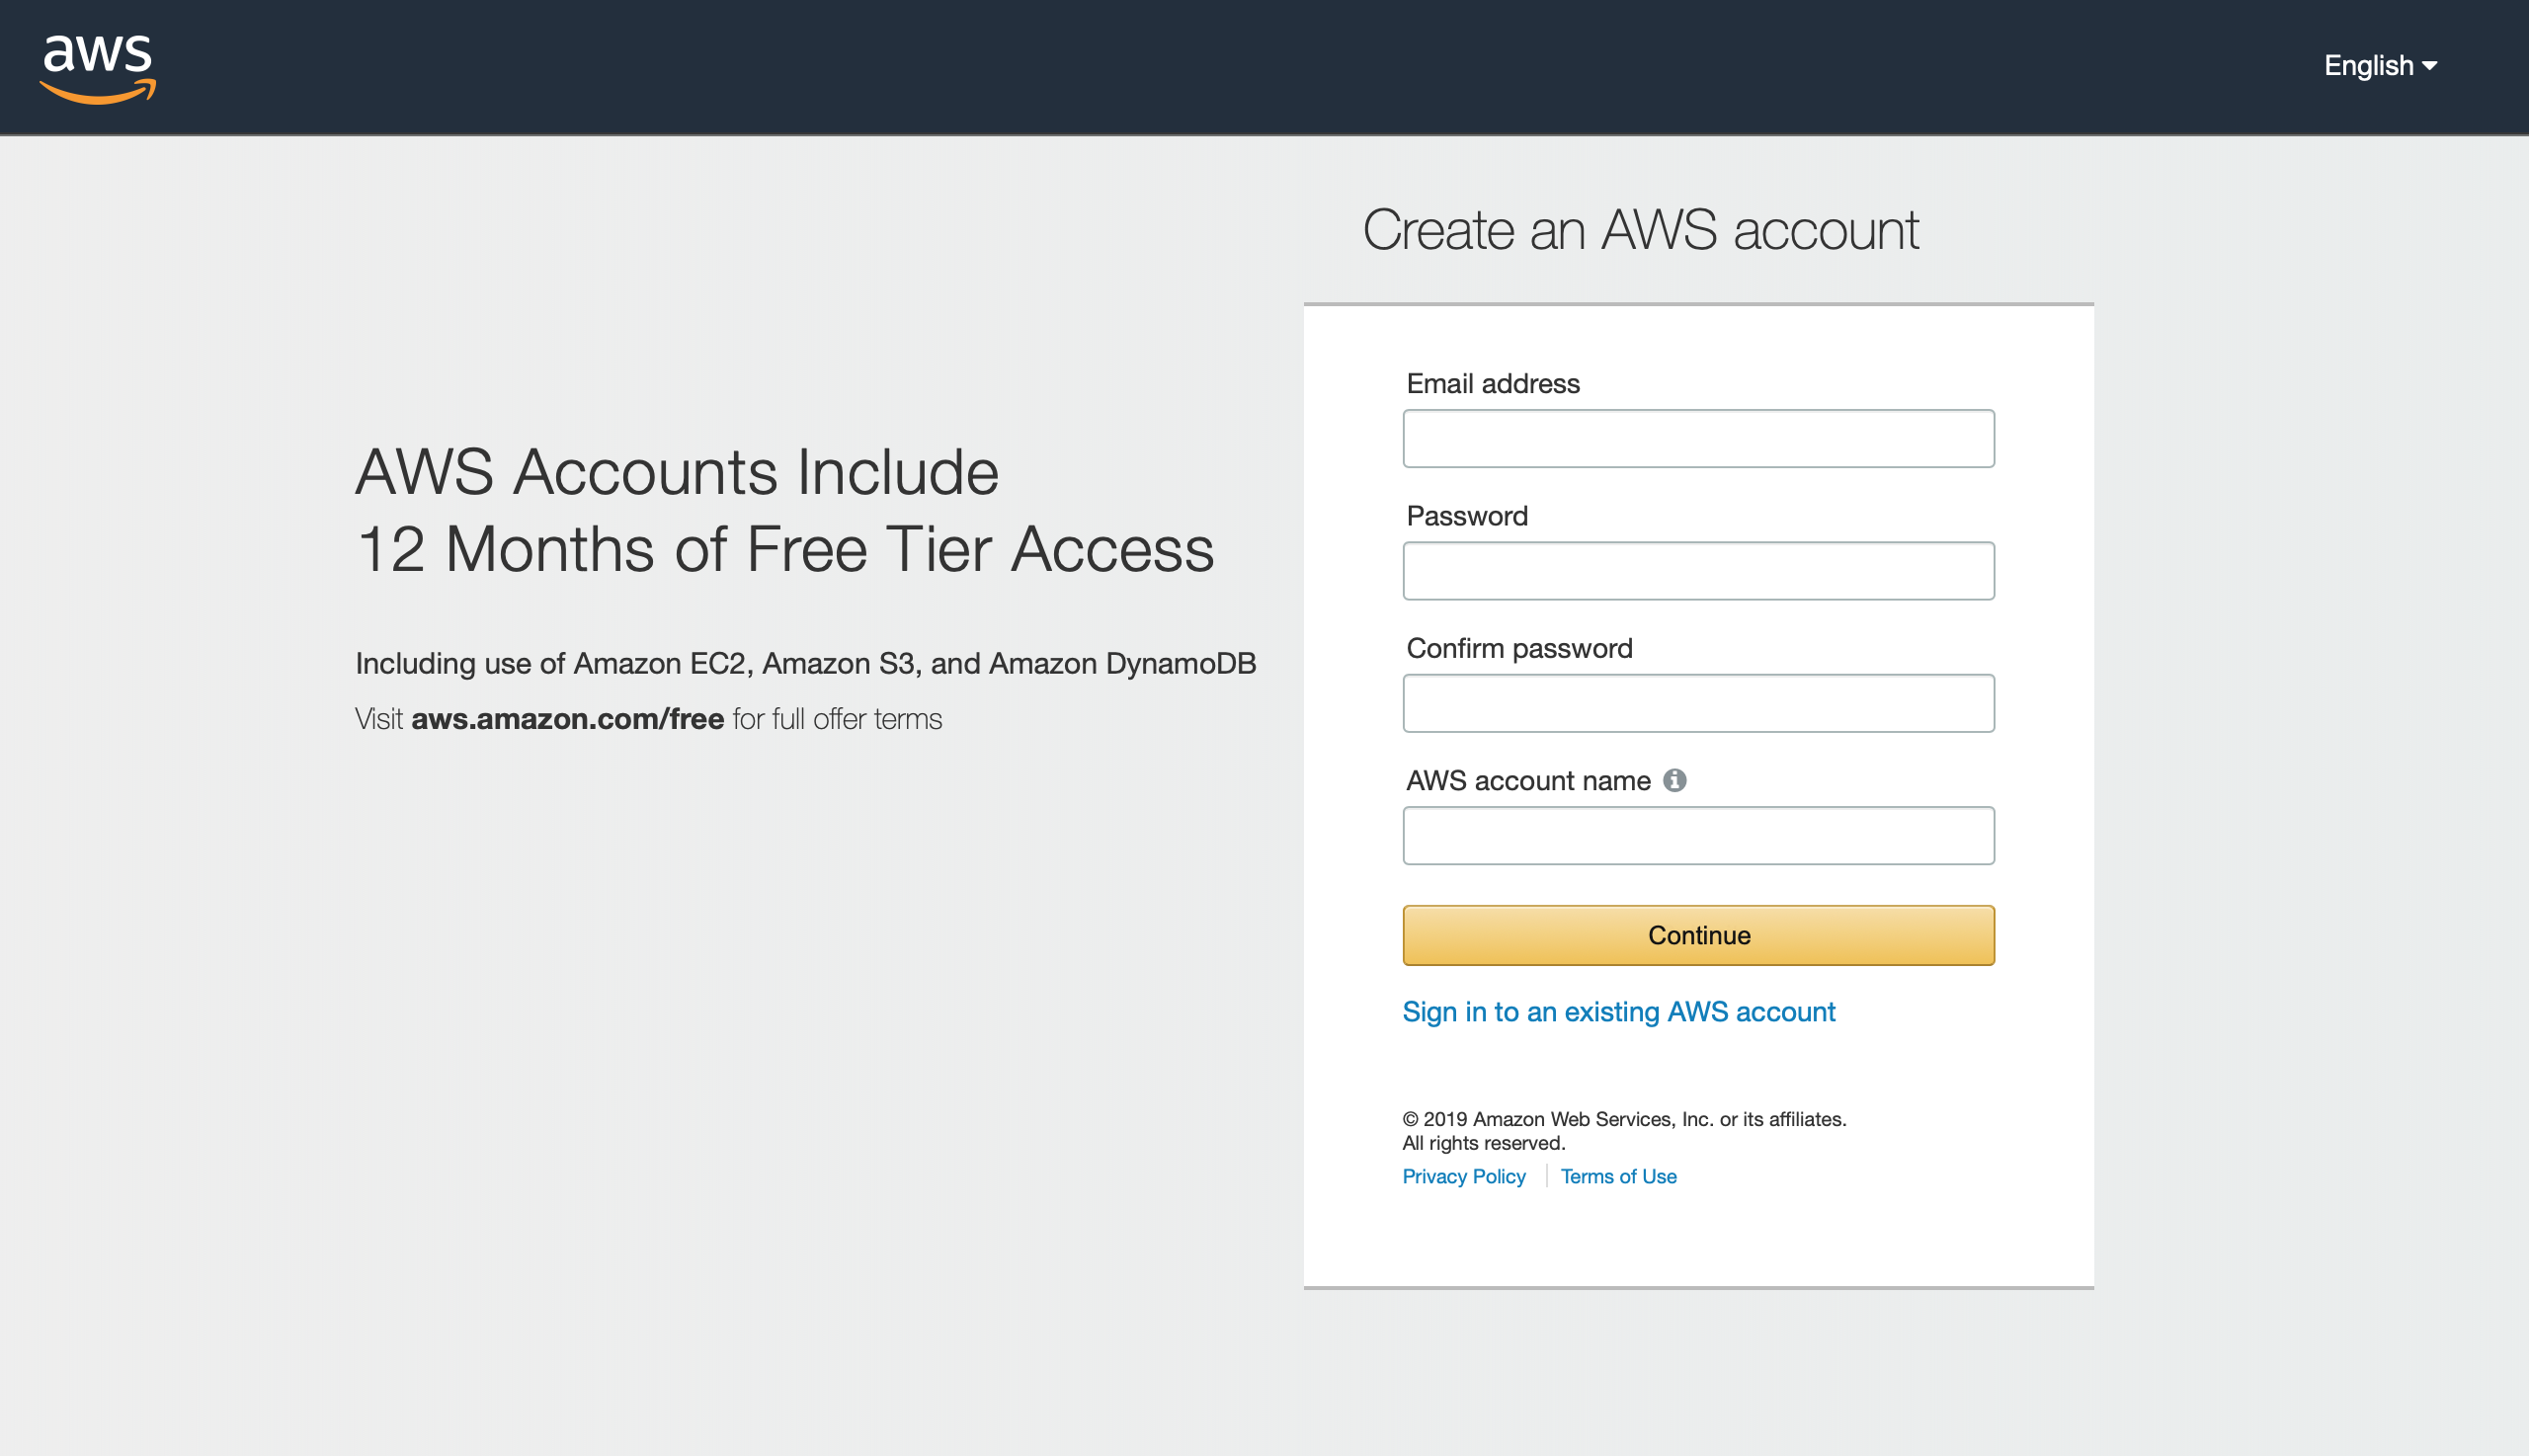 aws
English
Create an AWS account
AWS Accounts Include
12 Months of Free Tier Access
Including use of Amazon EC2, Amazon S3, and Amazon DynamoDB
Visit aws.amazon.com/free for full offer terms
Email address
Password
Confirm password
AWS account name
Continue
Sign in to an existing AWS account
© 2019 Amazon Web Services, Inc. or its affiliates.
All rights reserved.
Privacy Policy | Terms of Use